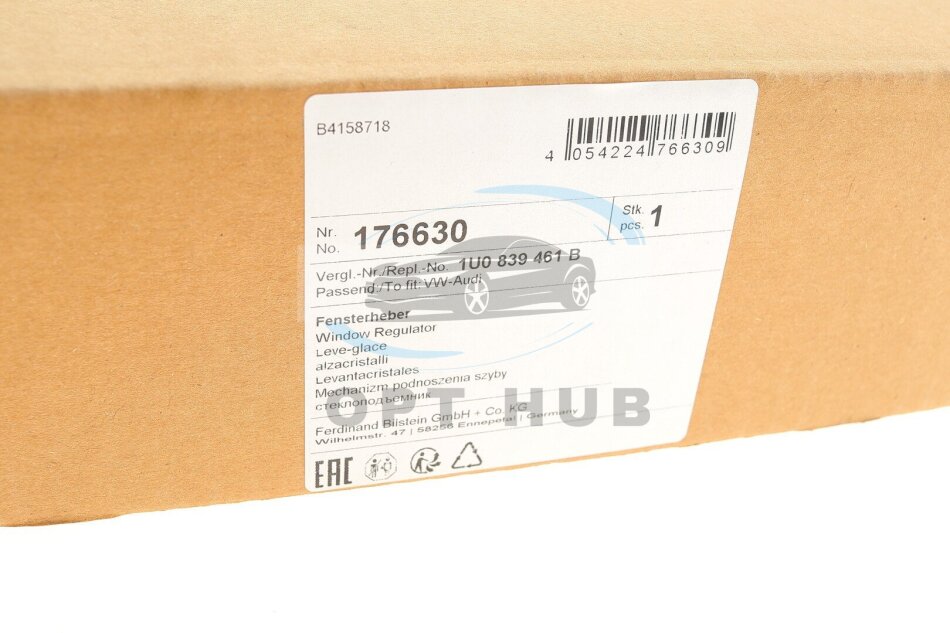 B4158718
4 054224 766309
Nr.
No. 176630
Stk.
pcs. 1
Vergl.-Nr./Repl.-No. 1U0 839 461 B
Passend./To fit: VW-Audi
Fensterheber
Window Regulator
Leve-glace
alzacristalli
Levantacristales
Mechanizm podnoszenia szyby
стеклоподъемник
OPT HUB
Ferdinand Bilstein GmbH + Co. KG
Wilhelmstr. 47 | 58256 Ennepetal | Germany
EAC